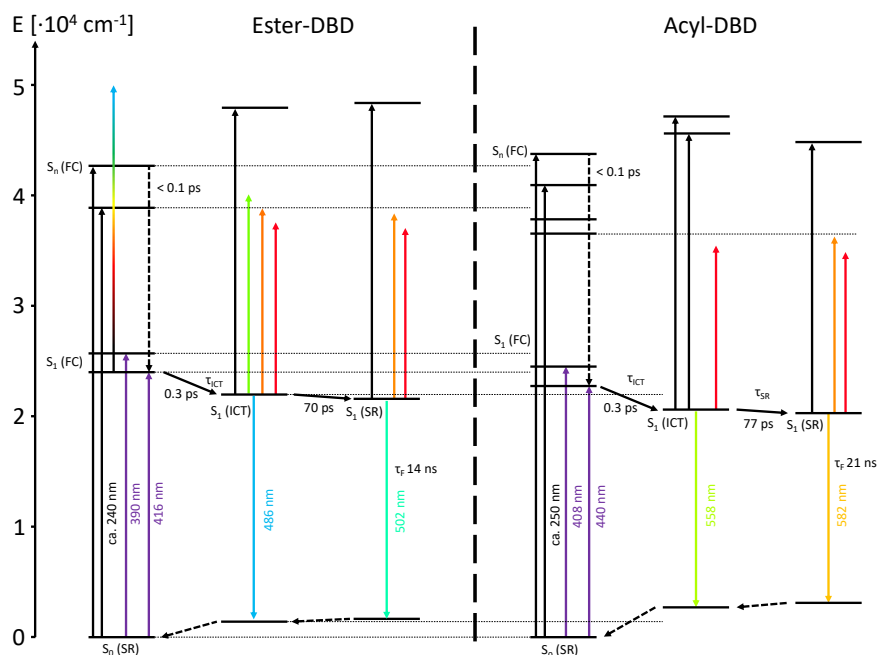 E [·10⁴ cm⁻¹]
Ester-DBD
Acyl-DBD
5
4
3
2
1
0
Sₙ (FC)
< 0.1 ps
S₁ (FC)
τICT
0.3 ps
S₁ (ICT)
70 ps
S₁ (SR)
τF 14 ns
ca. 240 nm
390 nm
416 nm
486 nm
502 nm
S₀ (SR)
Sₙ (FC)
< 0.1 ps
S₁ (FC)
τICT
0.3 ps
S₁ (ICT)
τSR
77 ps
S₁ (SR)
τF 21 ns
ca. 250 nm
408 nm
440 nm
558 nm
582 nm
S₀ (SR)